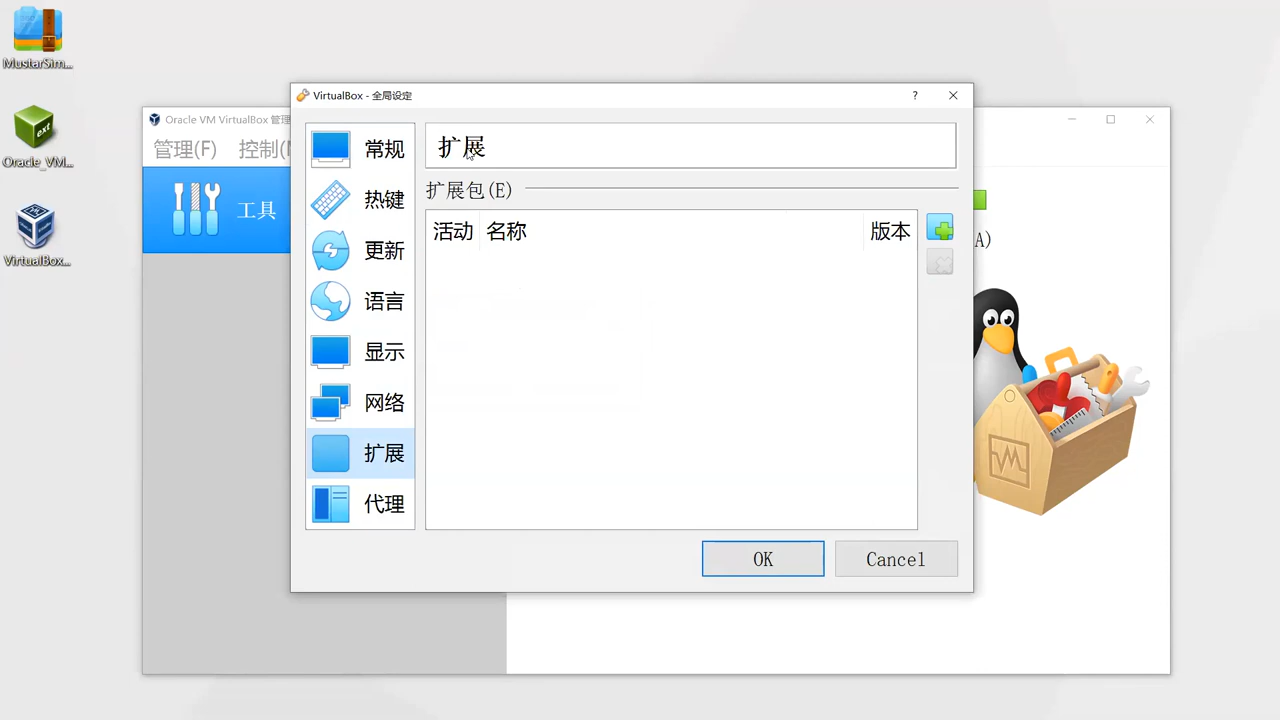 MustarSim...
Oracle_VM...
VirtualBox...
Oracle VM VirtualBox 管理
管理(F) 控制(
工具
A)
VirtualBox - 全局设定
?
常规
热键
更新
语言
显示
网络
扩展
代理
扩展
扩展包(E)
活动 名称 版本
OK Cancel